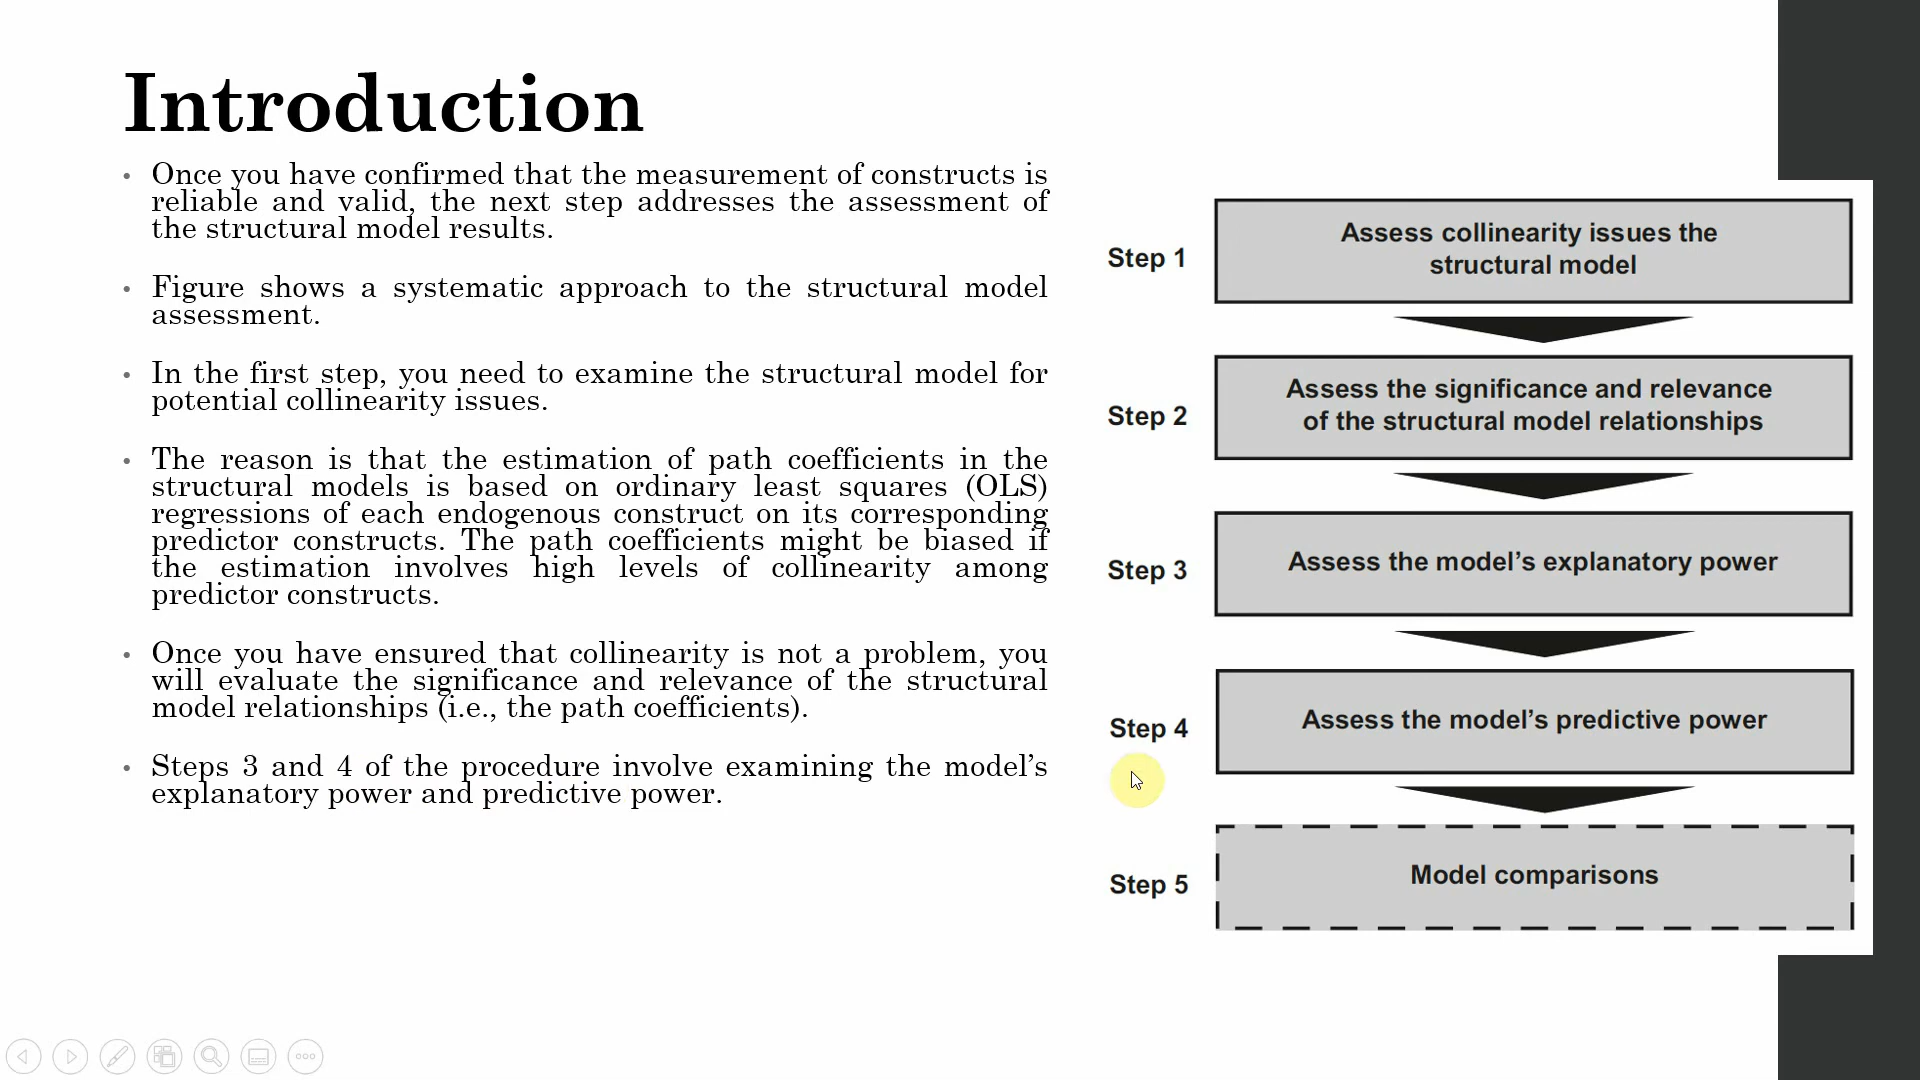 Introduction
• Once you have confirmed that the measurement of constructs is
reliable and valid, the next step addresses the assessment of
the structural model results.
• Figure shows a systematic approach to the structural model
assessment.
• In the first step, you need to examine the structural model for
potential collinearity issues.
• The reason is that the estimation of path coefficients in the
structural models is based on ordinary least squares (OLS)
regressions of each endogenous construct on its corresponding
predictor constructs. The path coefficients might be biased if
the estimation involves high levels of collinearity among
predictor constructs.
• Once you have ensured that collinearity is not a problem, you
will evaluate the significance and relevance of the structural
model relationships (i.e., the path coefficients).
• Steps 3 and 4 of the procedure involve examining the model’s
explanatory power and predictive power.
Step 1
Assess collinearity issues the
structural model
Step 2
Assess the significance and relevance
of the structural model relationships
Step 3
Assess the model’s explanatory power
Step 4
Assess the model’s predictive power
Step 5
Model comparisons